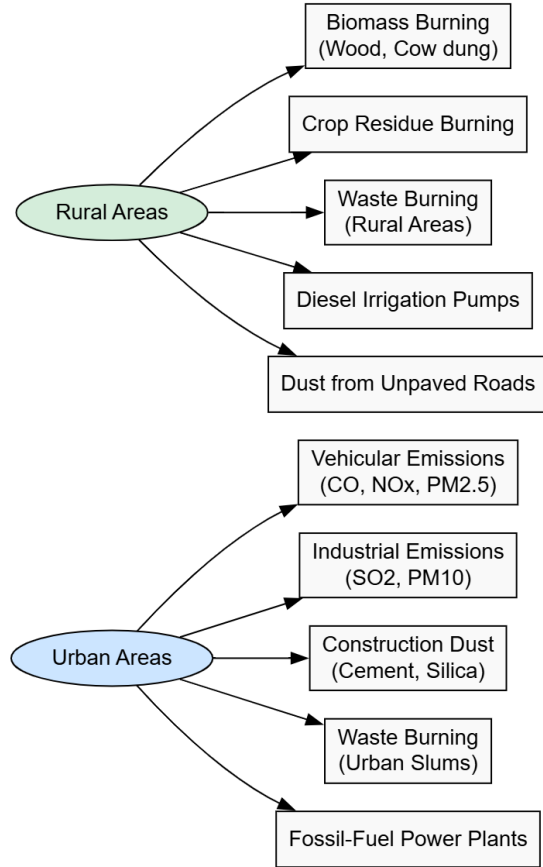 Biomass Burning
(Wood, Cow dung)
Crop Residue Burning
Rural Areas
Waste Burning
(Rural Areas)
Diesel Irrigation Pumps
Dust from Unpaved Roads
Vehicular Emissions
(CO, NOx, PM2.5)
Industrial Emissions
(SO2, PM10)
Urban Areas
Construction Dust
(Cement, Silica)
Waste Burning
(Urban Slums)
Fossil-Fuel Power Plants